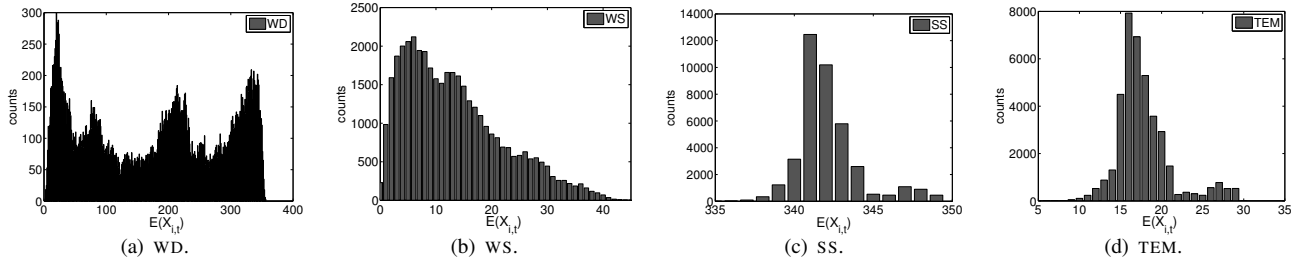 300
250
200
150
100
50
0
counts
WD
0 100 200 300 400
E(X_{i,t})
(a) WD.
2500
2000
1500
1000
500
0
counts
WS
0 10 20 30 40
E(X_{i,t})
(b) WS.
14000
12000
10000
8000
6000
4000
2000
0
counts
SS
335 340 345 350
E(X_{i,t})
(c) SS.
8000
6000
4000
2000
0
counts
TEM
5 10 15 20 25 30 35
E(X_{i,t})
(d) TEM.